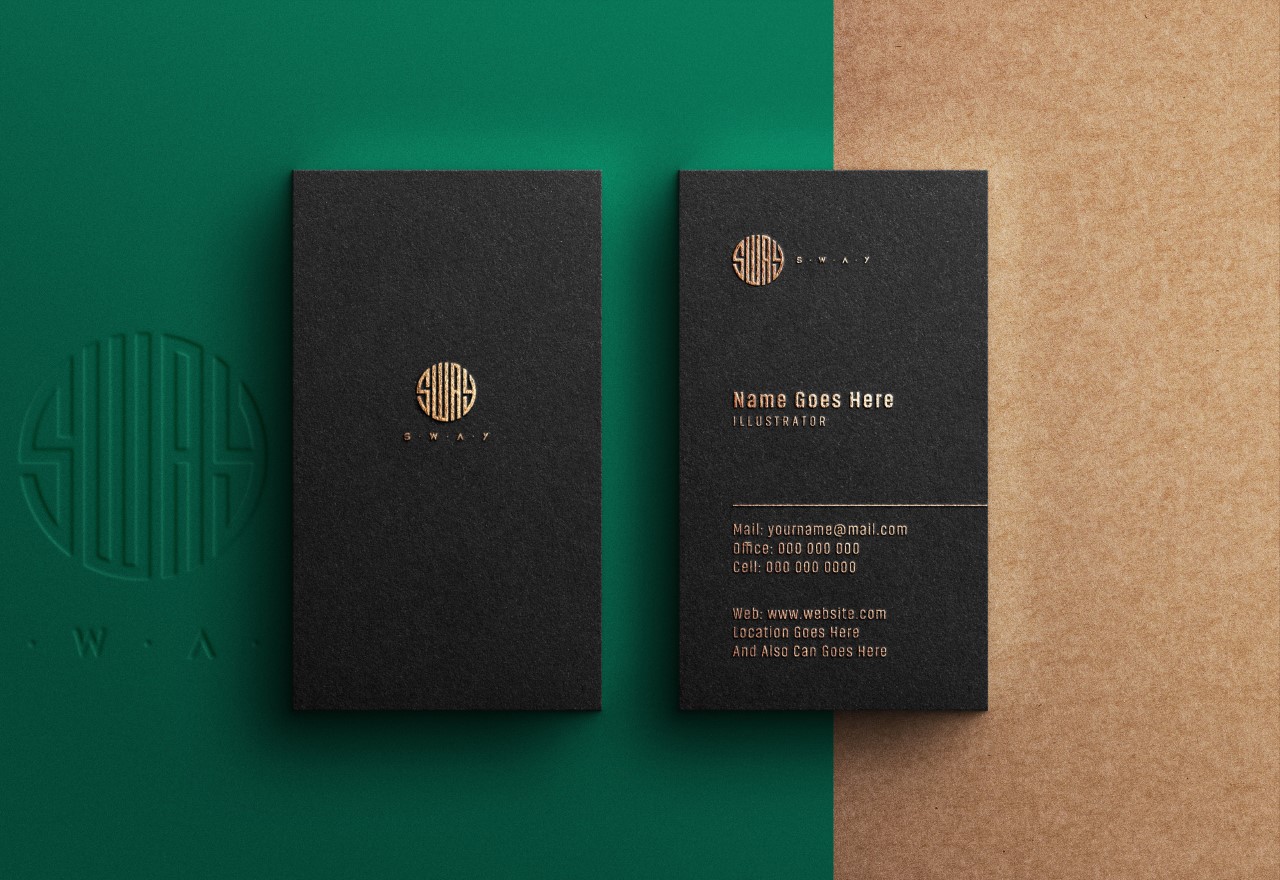 SWAY
· W · A ·
SWAY
S · W · A · Y
SWAY S · W · A · Y
Name Goes Here
ILLUSTRATOR
Mail: yourname@mail.com
Office: 000 000 000
Cell: 000 000 0000
Web: www.website.com
Location Goes Here
And Also Can Goes Here